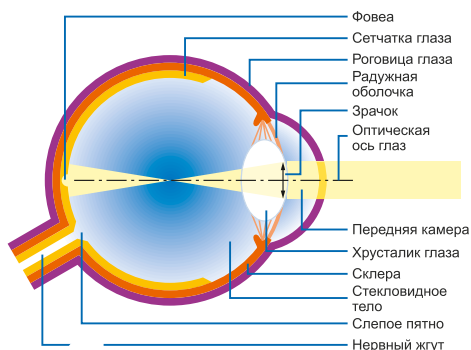 Фовеа
Сетчатка глаза
Роговица глаза
Радужная
оболочка
Зрачок
Оптическая
ось глаз
Передняя камера
Хрусталик глаза
Склера
Стекловидное
тело
Слепое пятно
Нервный жгут